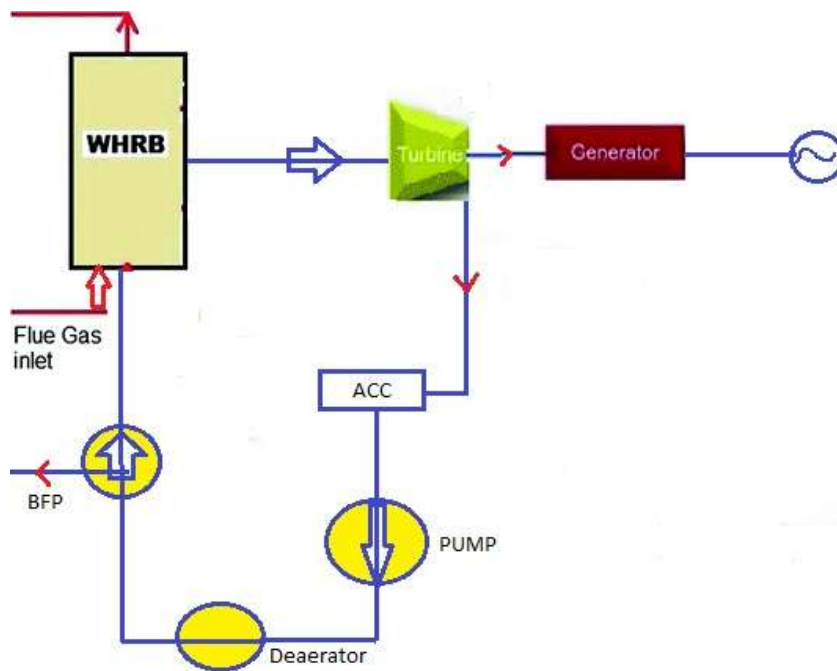 WHRB
Turbine
Generator
Flue Gas
inlet
ACC
BFP
PUMP
Deaerator